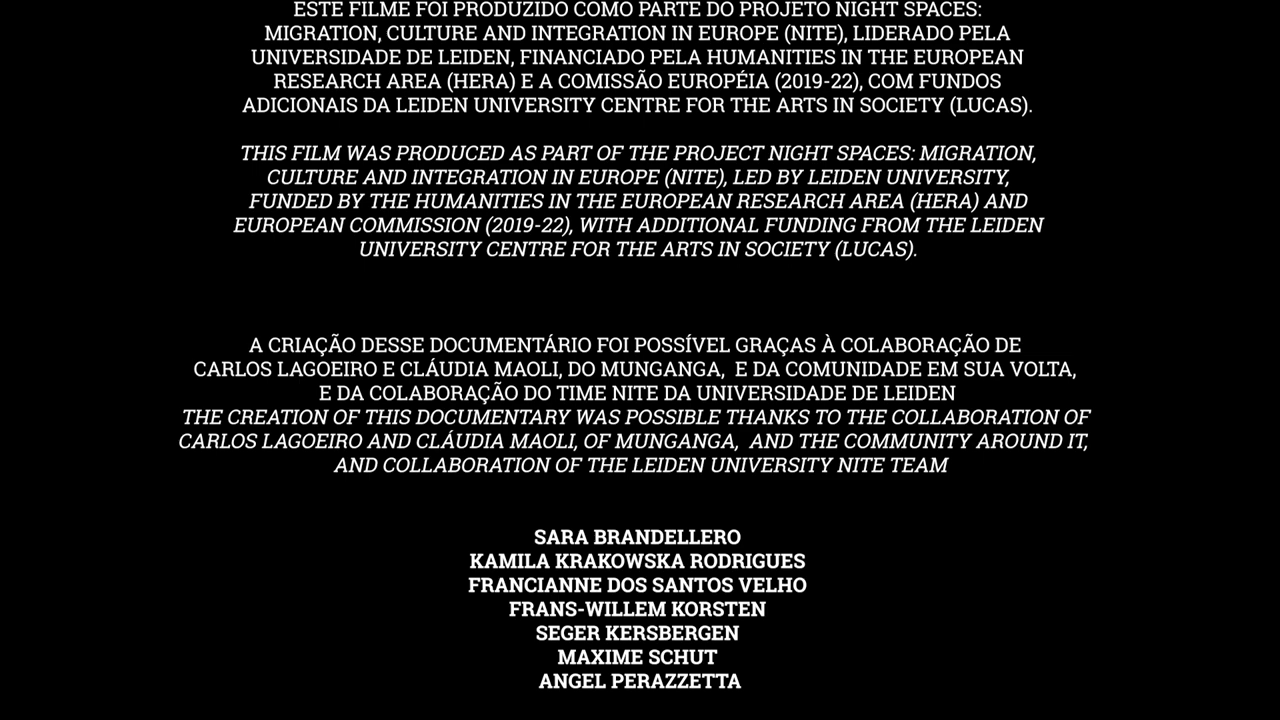 ESTE FILME FOI PRODUZIDO COMO PARTE DO PROJETO NIGHT SPACES:
MIGRATION, CULTURE AND INTEGRATION IN EUROPE (NITE), LIDERADO PELA
UNIVERSIDADE DE LEIDEN, FINANCIADO PELA HUMANITIES IN THE EUROPEAN
RESEARCH AREA (HERA) E A COMISSÃO EUROPÉIA (2019-22), COM FUNDOS
ADICIONAIS DA LEIDEN UNIVERSITY CENTRE FOR THE ARTS IN SOCIETY (LUCAS).
THIS FILM WAS PRODUCED AS PART OF THE PROJECT NIGHT SPACES: MIGRATION,
CULTURE AND INTEGRATION IN EUROPE (NITE), LED BY LEIDEN UNIVERSITY,
FUNDED BY THE HUMANITIES IN THE EUROPEAN RESEARCH AREA (HERA) AND
EUROPEAN COMMISSION (2019-22), WITH ADDITIONAL FUNDING FROM THE LEIDEN
UNIVERSITY CENTRE FOR THE ARTS IN SOCIETY (LUCAS).
A CRIAÇÃO DESSE DOCUMENTÁRIO FOI POSSÍVEL GRAÇAS À COLABORAÇÃO DE
CARLOS LAGOEIRO E CLÁUDIA MAOLI, DO MUNGANGA, E DA COMUNIDADE EM SUA VOLTA,
E DA COLABORAÇÃO DO TIME NITE DA UNIVERSIDADE DE LEIDEN
THE CREATION OF THIS DOCUMENTARY WAS POSSIBLE THANKS TO THE COLLABORATION OF
CARLOS LAGOEIRO AND CLÁUDIA MAOLI, OF MUNGANGA, AND THE COMMUNITY AROUND IT,
AND COLLABORATION OF THE LEIDEN UNIVERSITY NITE TEAM
SARA BRANDELLERO
KAMILA KRAKOWSKA RODRIGUES
FRANCIANNE DOS SANTOS VELHO
FRANS-WILLEM KORSTEN
SEGER KERSBERGEN
MAXIME SCHUT
ANGEL PERAZZETTA